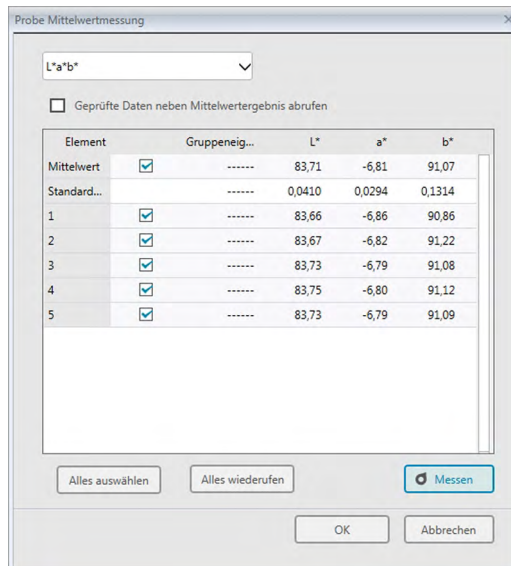 Probe Mittelwertmessung
L*a*b*
Geprüfte Daten neben Mittelwertergebnis abrufen
Element Gruppeneig... L* a* b*
Mittelwert ------ 83,71 -6,81 91,07
Standard... ------ 0,0410 0,0294 0,1314
1 ------ 83,66 -6,86 90,86
2 ------ 83,67 -6,82 91,22
3 ------ 83,73 -6,79 91,08
4 ------ 83,75 -6,80 91,12
5 ------ 83,73 -6,79 91,09
Alles auswählen Alles wiederufen Messen
OK Abbrechen